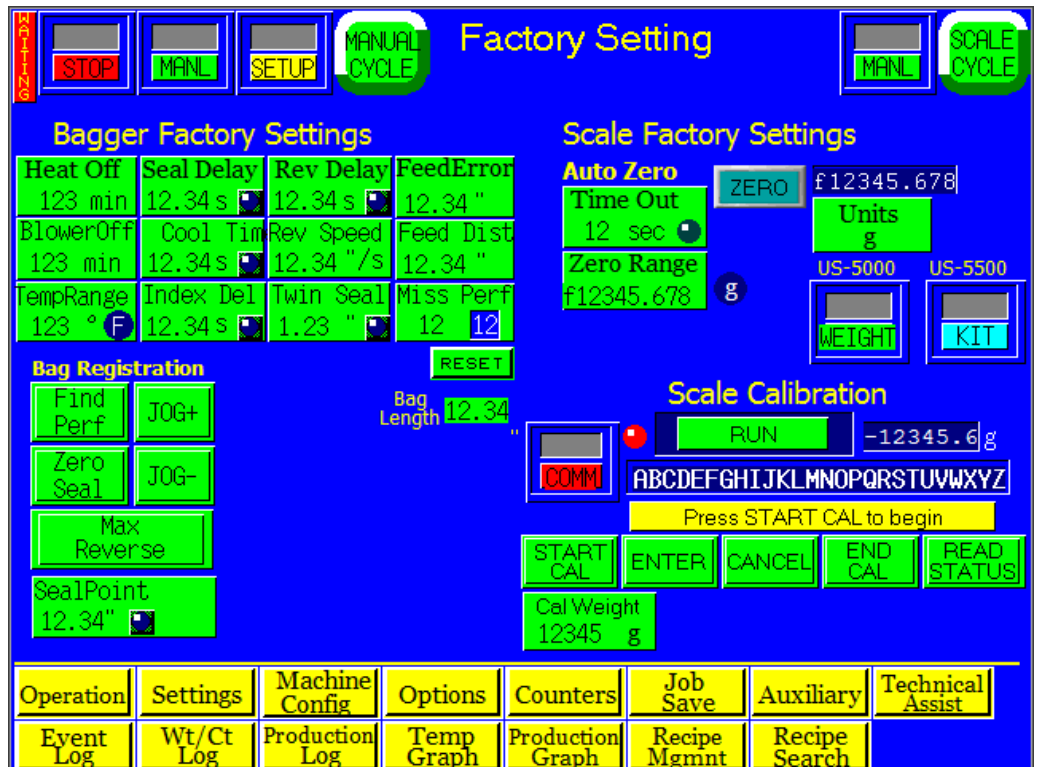 WAITING
STOP
MANL
SETUP
MANUAL
CYCLE
Factory Setting
MANL
SCALE
CYCLE
Bagger Factory Settings
Heat Off Seal Delay Rev Delay FeedError
123 min 12.34 s 12.34 s 12.34 "
BlowerOff Cool Tim Rev Speed Feed Dist
123 min 12.34 s 12.34 "/s 12.34 "
TempRange Index Del Twin Seal Miss Perf
123 ° F 12.34 s 1.23 " 12 12
RESET
Bag Registration
Find
Perf
JOG+
Bag
Length 12.34
"
Zero
Seal
JOG-
Max
Reverse
SealPoint
12.34"
Scale Factory Settings
Auto Zero
ZERO f12345.678
Time Out
12 sec
Units
g
Zero Range
f12345.678 g
US-5000 US-5500
WEIGHT KIT
Scale Calibration
RUN -12345.6 g
COMM ABCDEFGHIJKLMNOPQRSTUVWXYZ
Press START CAL to begin
START
CAL
ENTER
CANCEL
END
CAL
READ
STATUS
Cal Weight
12345 g
Operation
Settings
Machine
Config
Options
Counters
Job
Save
Auxiliary
Technical
Assist
Event
Log
Wt/Ct
Log
Production
Log
Temp
Graph
Production
Graph
Recipe
Mgmnt
Recipe
Search